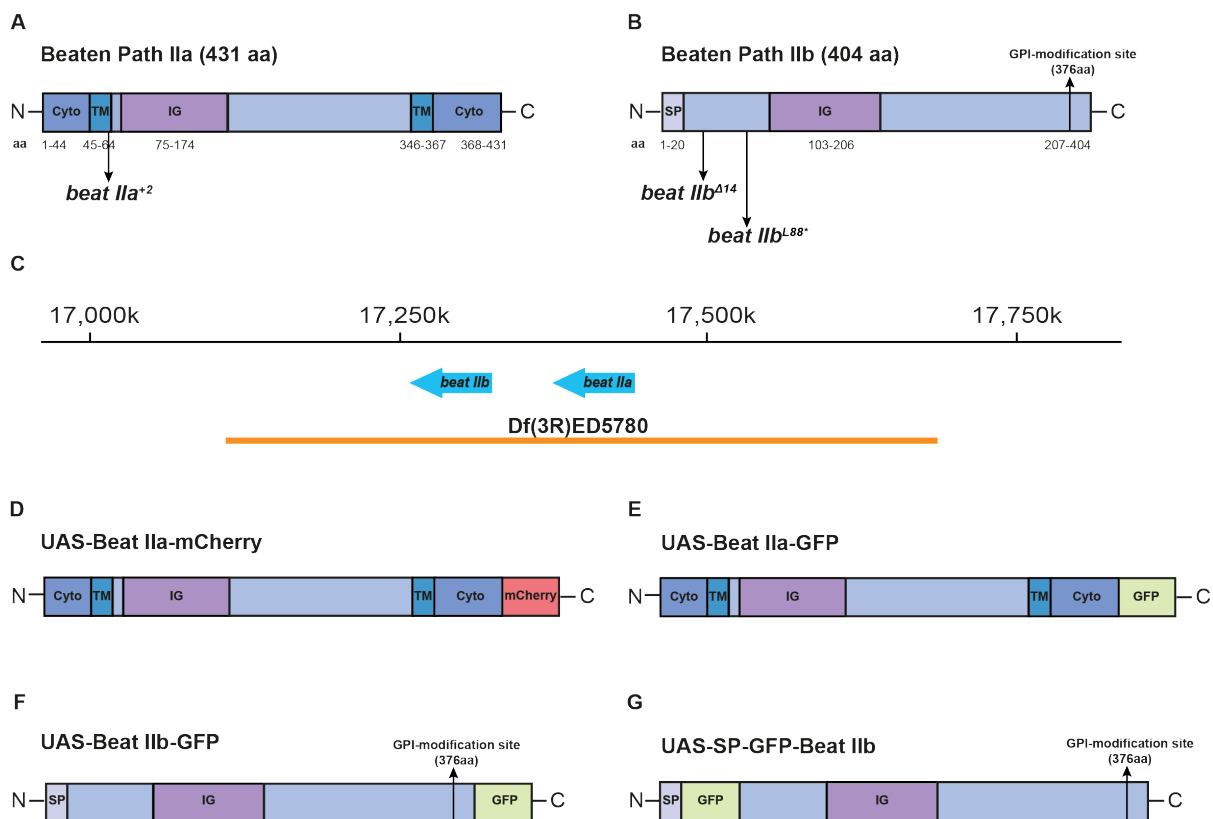 A
Beaten Path IIa (431 aa)
N
Cyto TM IG TM Cyto
C
aa 1-44 45-64 75-174 346-367 368-431
beat IIa+2
B
Beaten Path IIb (404 aa)
GPI-modification site
(376aa)
N
SP IG
C
aa 1-20 103-206 207-404
beat IIbΔ14
beat IIbL88*
C
17,000k 17,250k 17,500k 17,750k
beat IIb beat IIa
Df(3R)ED5780
D
UAS-Beat IIa-mCherry
N Cyto TM IG TM Cyto mCherry C
E
UAS-Beat IIa-GFP
N Cyto TM IG TM Cyto GFP C
F
UAS-Beat IIb-GFP
GPI-modification site
(376aa)
N SP IG GFP C
G
UAS-SP-GFP-Beat IIb
GPI-modification site
(376aa)
N SP GFP IG C